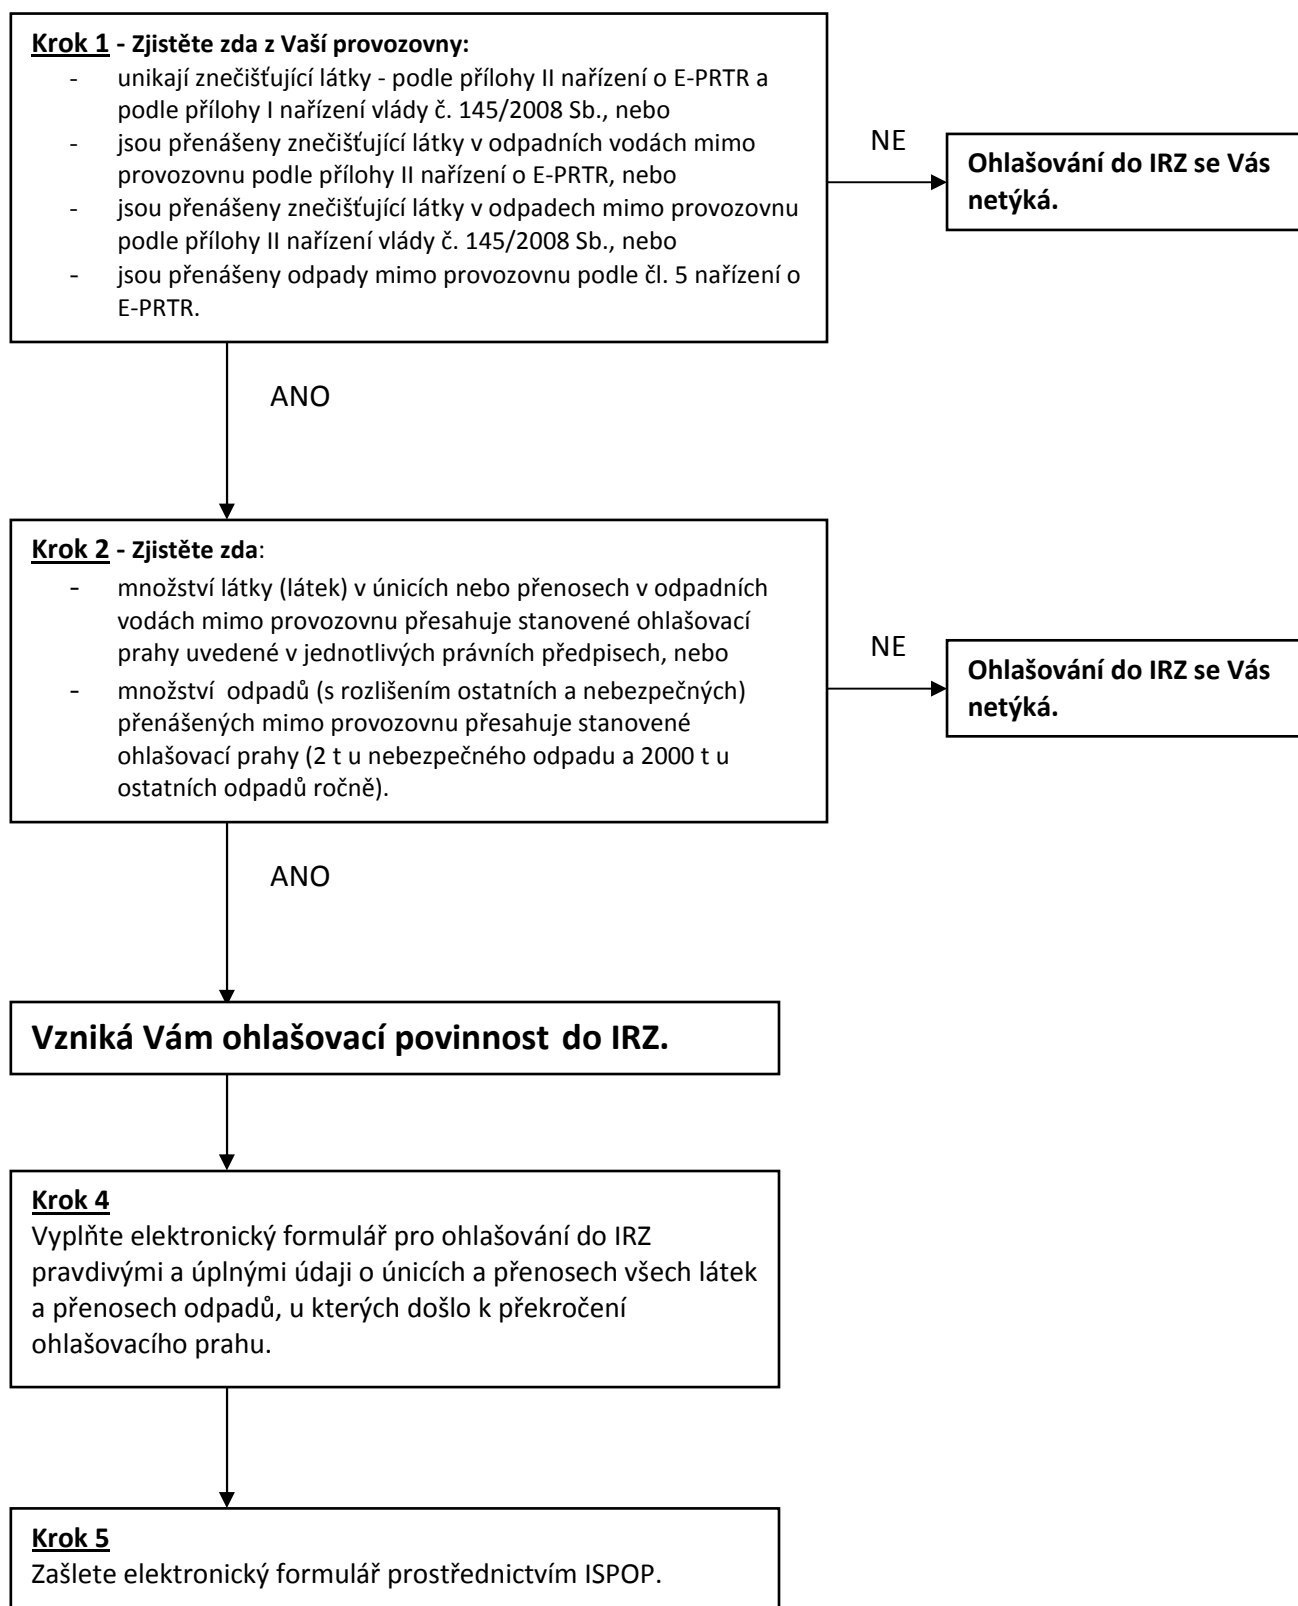 Krok 1 - Zjistěte zda z Vaší provozovny:
- unikají znečišťující látky - podle přílohy II nařízení o E-PRTR a
podle přílohy I nařízení vlády č. 145/2008 Sb., nebo
- jsou přenášeny znečišťující látky v odpadních vodách mimo
provozovnu podle přílohy II nařízení o E-PRTR, nebo
- jsou přenášeny znečišťující látky v odpadech mimo provozovnu
podle přílohy II nařízení vlády č. 145/2008 Sb., nebo
- jsou přenášeny odpady mimo provozovnu podle čl. 5 nařízení o
E-PRTR.
NE
Ohlašování do IRZ se Vás
netýká.
ANO
Krok 2 - Zjistěte zda:
- množství látky (látek) v únicích nebo přenosech v odpadních
vodách mimo provozovnu přesahuje stanovené ohlašovací
prahy uvedené v jednotlivých právních předpisech, nebo
- množství odpadů (s rozlišením ostatních a nebezpečných)
přenášených mimo provozovnu přesahuje stanovené
ohlašovací prahy (2 t u nebezpečného odpadu a 2000 t u
ostatních odpadů ročně).
NE
Ohlašování do IRZ se Vás
netýká.
ANO
Vzniká Vám ohlašovací povinnost do IRZ.
Krok 4
Vyplňte elektronický formulář pro ohlašování do IRZ
pravdivými a úplnými údaji o únicích a přenosech všech látek
a přenosech odpadů, u kterých došlo k překročení
ohlašovacího prahu.
Krok 5
Zašlete elektronický formulář prostřednictvím ISPOP.